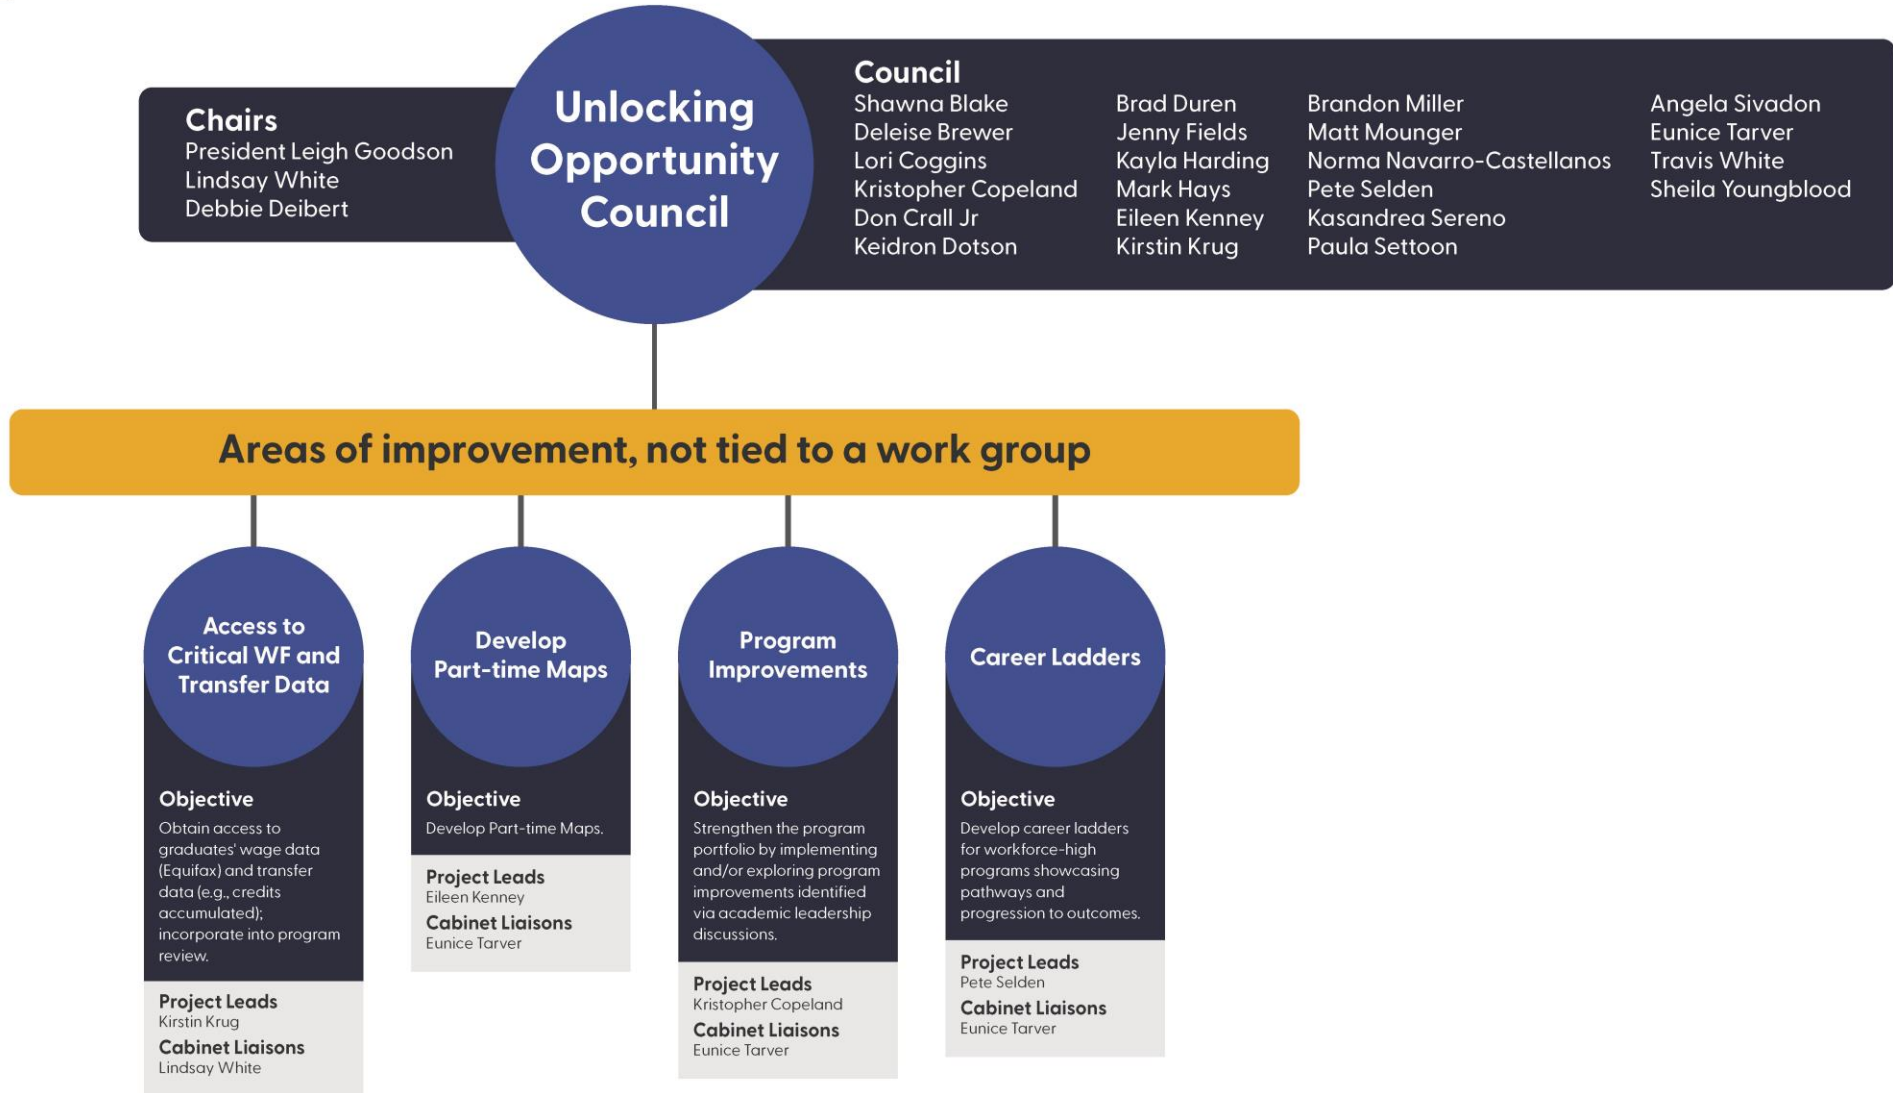 Chairs
President Leigh Goodson
Lindsay White
Debbie Deibert
Unlocking
Opportunity
Council
Council
Shawna Blake
Deleise Brewer
Lori Coggins
Kristopher Copeland
Don Crall Jr
Keidron Dotson
Brad Duren
Jenny Fields
Kayla Harding
Mark Hays
Eileen Kenney
Kirstin Krug
Brandon Miller
Matt Mounger
Norma Navarro-Castellanos
Pete Selden
Kasandrea Sereno
Paula Settoon
Angela Sivadon
Eunice Tarver
Travis White
Sheila Youngblood
Areas of improvement, not tied to a work group
Access to
Critical WF and
Transfer Data
Objective
Obtain access to
graduates' wage data
(Equifax) and transfer
data (e.g., credits
accumulated);
incorporate into program
review.
Project Leads
Kirstin Krug
Cabinet Liaisons
Lindsay White
Develop
Part-time Maps
Objective
Develop Part-time Maps.
Project Leads
Eileen Kenney
Cabinet Liaisons
Eunice Tarver
Program
Improvements
Objective
Strengthen the program
portfolio by implementing
and/or exploring program
improvements identified
via academic leadership
discussions.
Project Leads
Kristopher Copeland
Cabinet Liaisons
Eunice Tarver
Career Ladders
Objective
Develop career ladders
for workforce-high
programs showcasing
pathways and
progression to outcomes.
Project Leads
Pete Selden
Cabinet Liaisons
Eunice Tarver